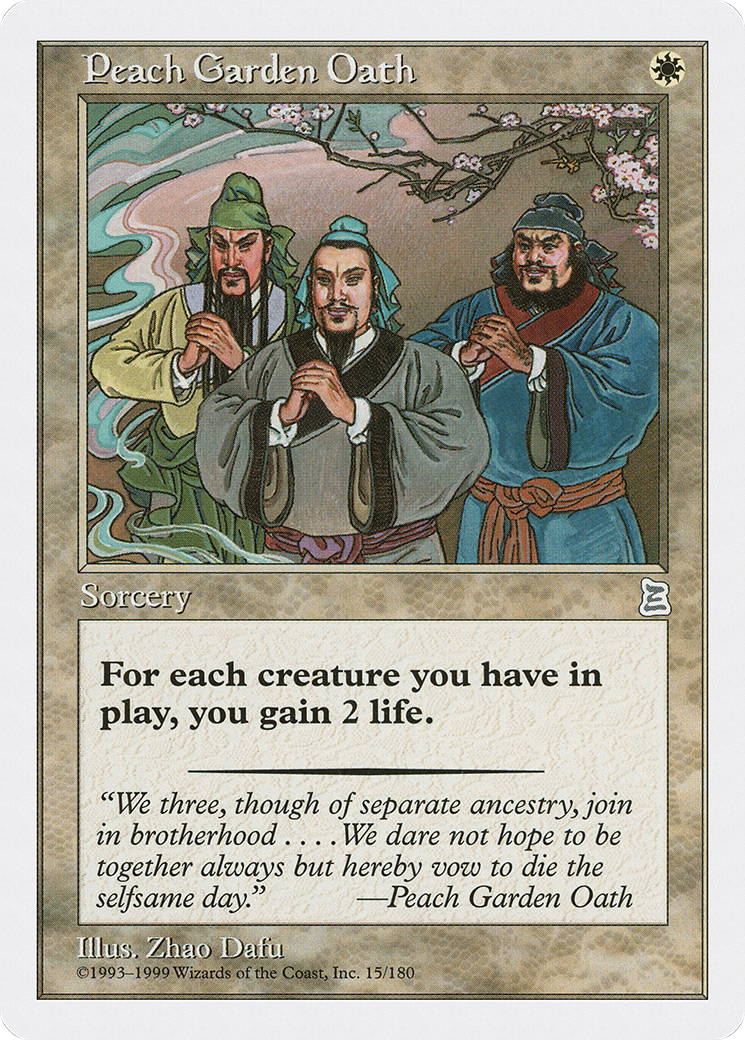 Peach Garden Oath
Sorcery
For each creature you have in
play, you gain 2 life.
“We three, though of separate ancestry, join
in brotherhood . . . . We dare not hope to be
together always but hereby vow to die the
selfsame day.” —Peach Garden Oath
Illus. Zhao Dafu
©1993–1999 Wizards of the Coast, Inc. 15/180